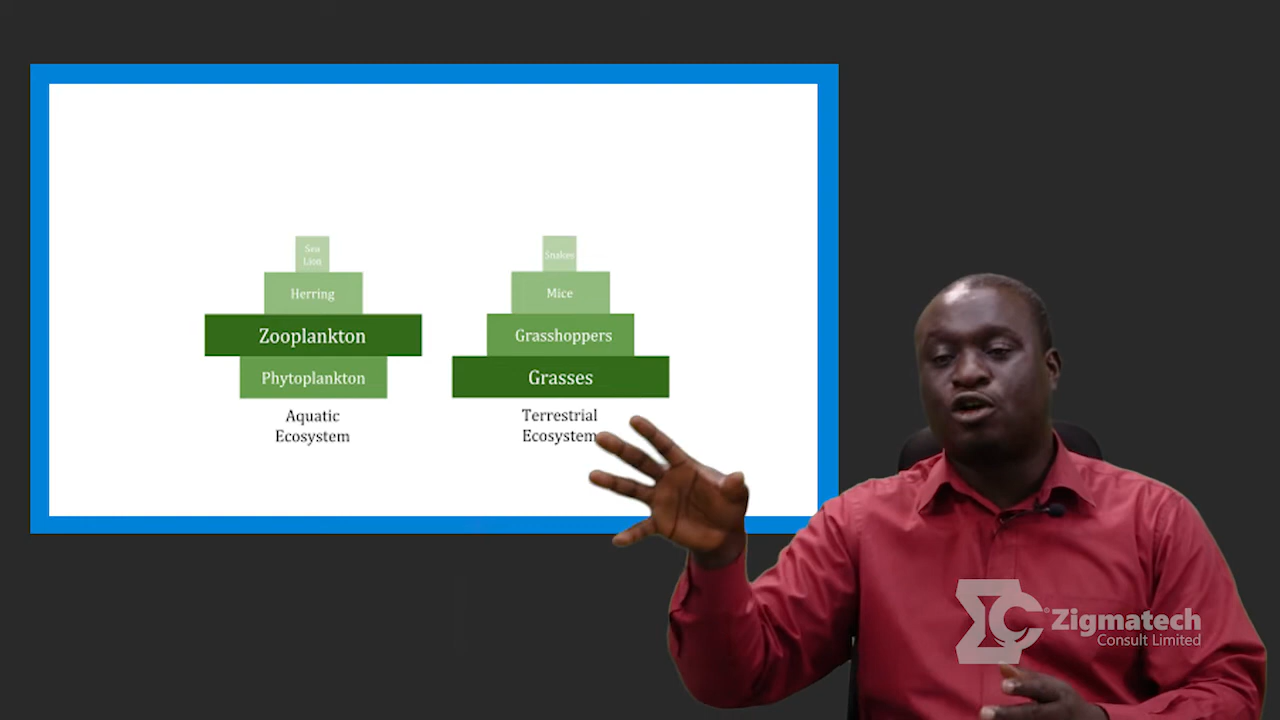 Sea
Lion
Herring
Zooplankton
Phytoplankton
Aquatic
Ecosystem
Snakes
Mice
Grasshoppers
Grasses
Terrestrial
Ecosystem
Zigmatech
Consult Limited